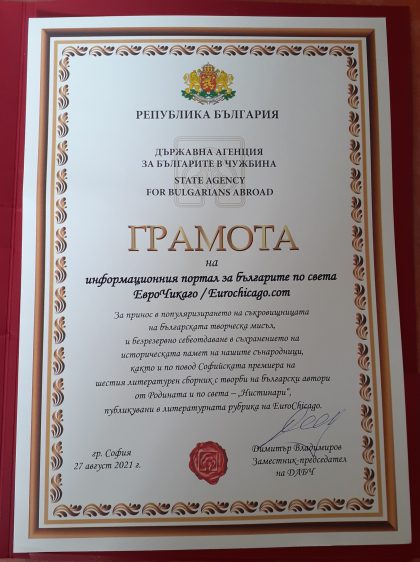 РЕПУБЛИКА БЪЛГАРИЯ
ДЪРЖАВНА АГЕНЦИЯ
ЗА БЪЛГАРИТЕ В ЧУЖБИНА
STATE AGENCY
FOR BULGARIANS ABROAD
ГРАМОТА
на
информационния портал за българите по света
ЕвроЧикаго / Eurochicago.com
За принос в популяризирането на съкровищницата
на българската творческа мисъл,
и безрезервно себеотдаване в съхранението на
историческата памет на нашите сънародници,
както и по повод Софийската премиера на
шестия литературен сборник с творби на български автори
от Родината и по света – „Нистинари“,
публикувани в литературната рубрика на EuroChicago.
гр. София
27 август 2021 г.
Димитър Владимиров
Заместник-председател
на ДАБЧ